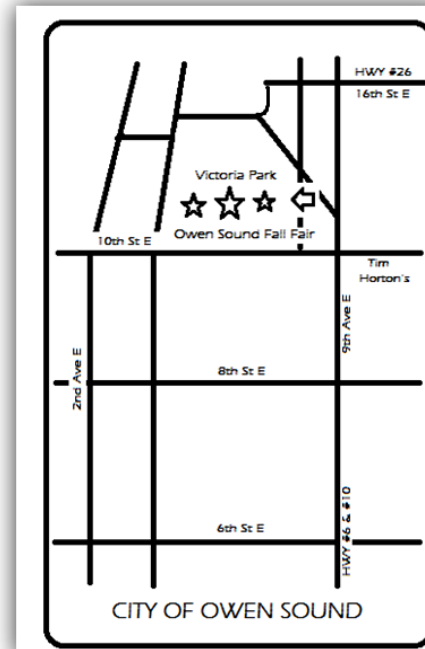 HWY #26
16th St E
Victoria Park
Owen Sound Fall Fair
10th St E
Tim
Horton's
9th Ave E
2nd Ave E
8th St E
HWY #6 & #10
6th St E
CITY OF OWEN SOUND